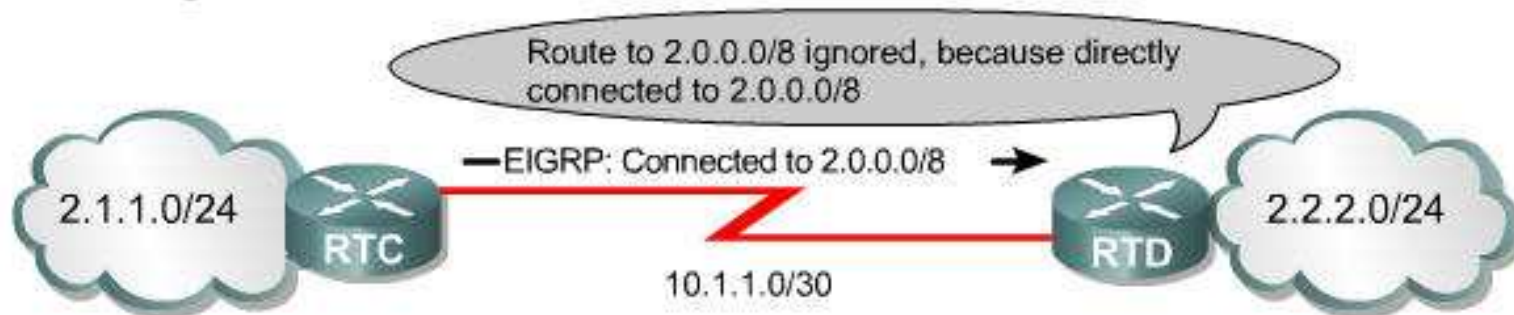 Route to 2.0.0.0/8 ignored, because directly
connected to 2.0.0.0/8
EIGRP: Connected to 2.0.0.0/8
2.1.1.0/24
RTC
RTD
2.2.2.0/24
10.1.1.0/30